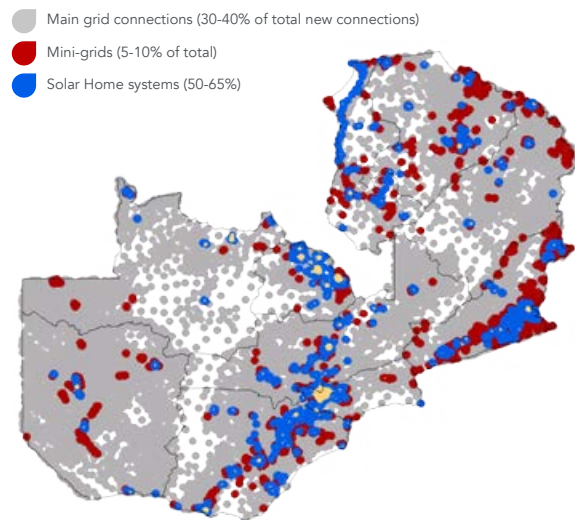 Main grid connections (30-40% of total new connections)
Mini-grids (5-10% of total)
Solar Home systems (50-65%)